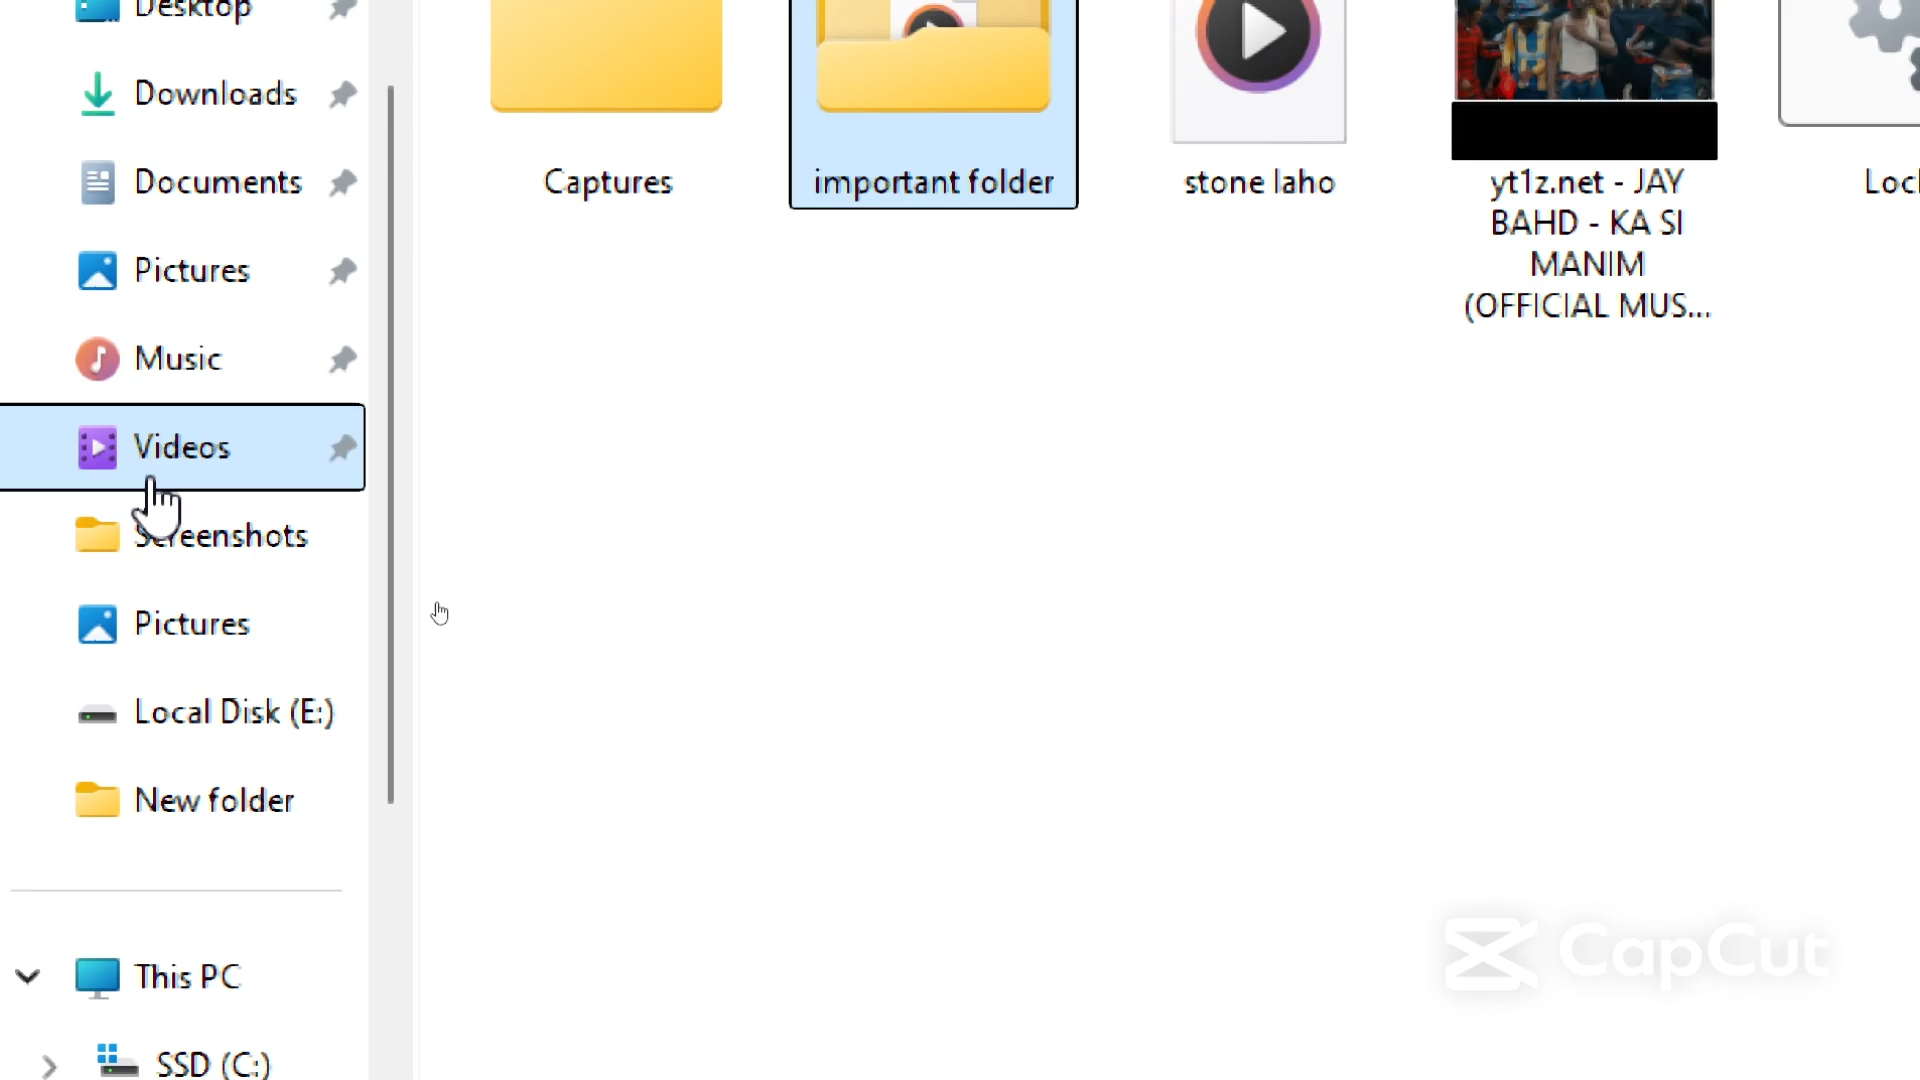 Desktop
Downloads
Documents
Pictures
Music
Videos
Screenshots
Pictures
Local Disk (E:)
New folder
This PC
SSD (C:)
Captures
important folder
stone laho
yt1z.net - JAY
BAHD - KA SI
MANIM
(OFFICIAL MUS...
CapCut